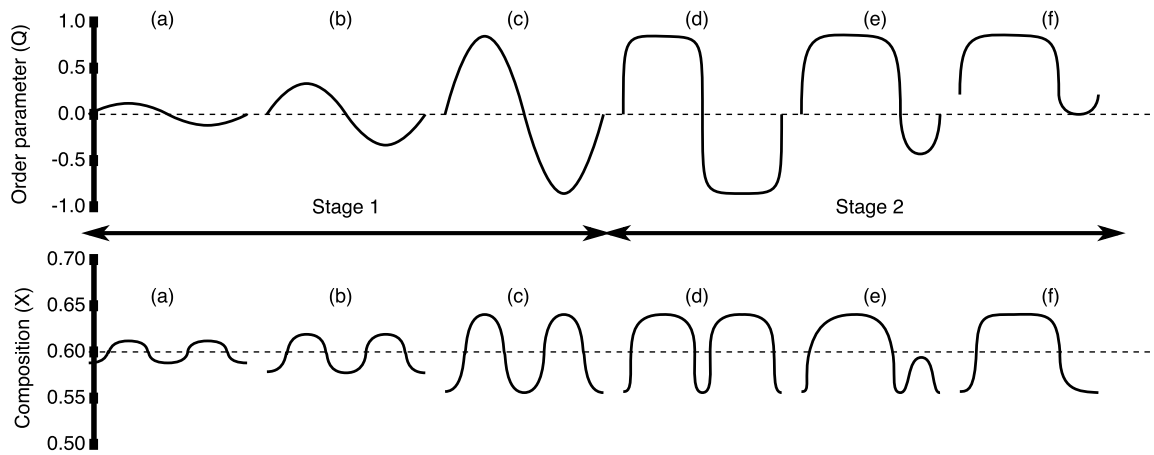 Order parameter (Q)
1.0
0.5
0.0
-0.5
-1.0
(a) (b) (c) (d) (e) (f)
Stage 1 Stage 2
Composition (X)
0.70
0.65
0.60
0.55
0.50
(a) (b) (c) (d) (e) (f)